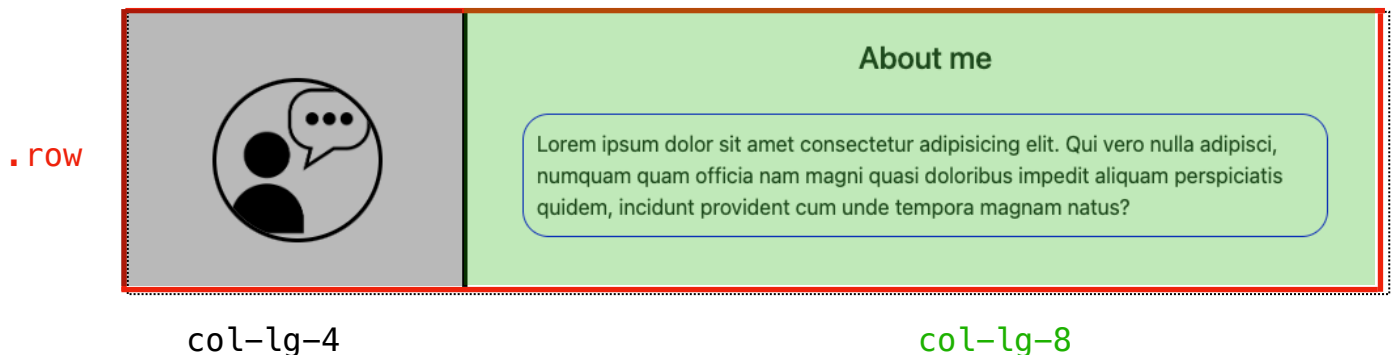 About me
Lorem ipsum dolor sit amet consectetur adipisicing elit. Qui vero nulla adipisci,
numquam quam officia nam magni quasi doloribus impedit aliquam perspiciatis
quidem, incidunt provident cum unde tempora magnam natus?
.row
col-lg-4
col-lg-8